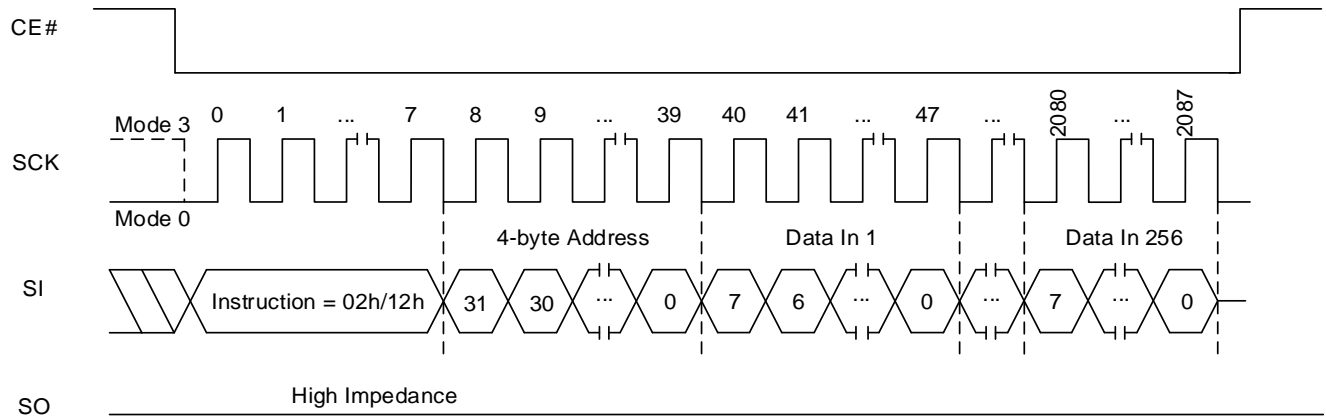 CE#
0 1 ... 7 8 9 ... 39 40 41 ... 47 ... 2080 ... 2087
Mode 3
SCK
Mode 0
4-byte Address Data In 1 Data In 256
SI Instruction = 02h/12h 31 30 ... 0 7 6 ... 0 ... 7 ... 0
High Impedance
SO